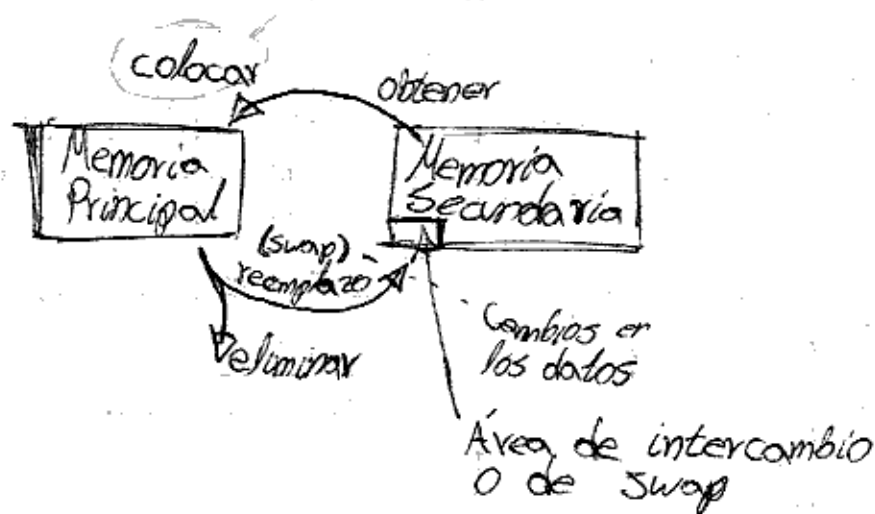 colocar
obtener
Memoria
Principal
Memoria
Secundaria
(swap)
reemplazo
eliminar
Cambios en
los datos
Área de intercambio
O de swap